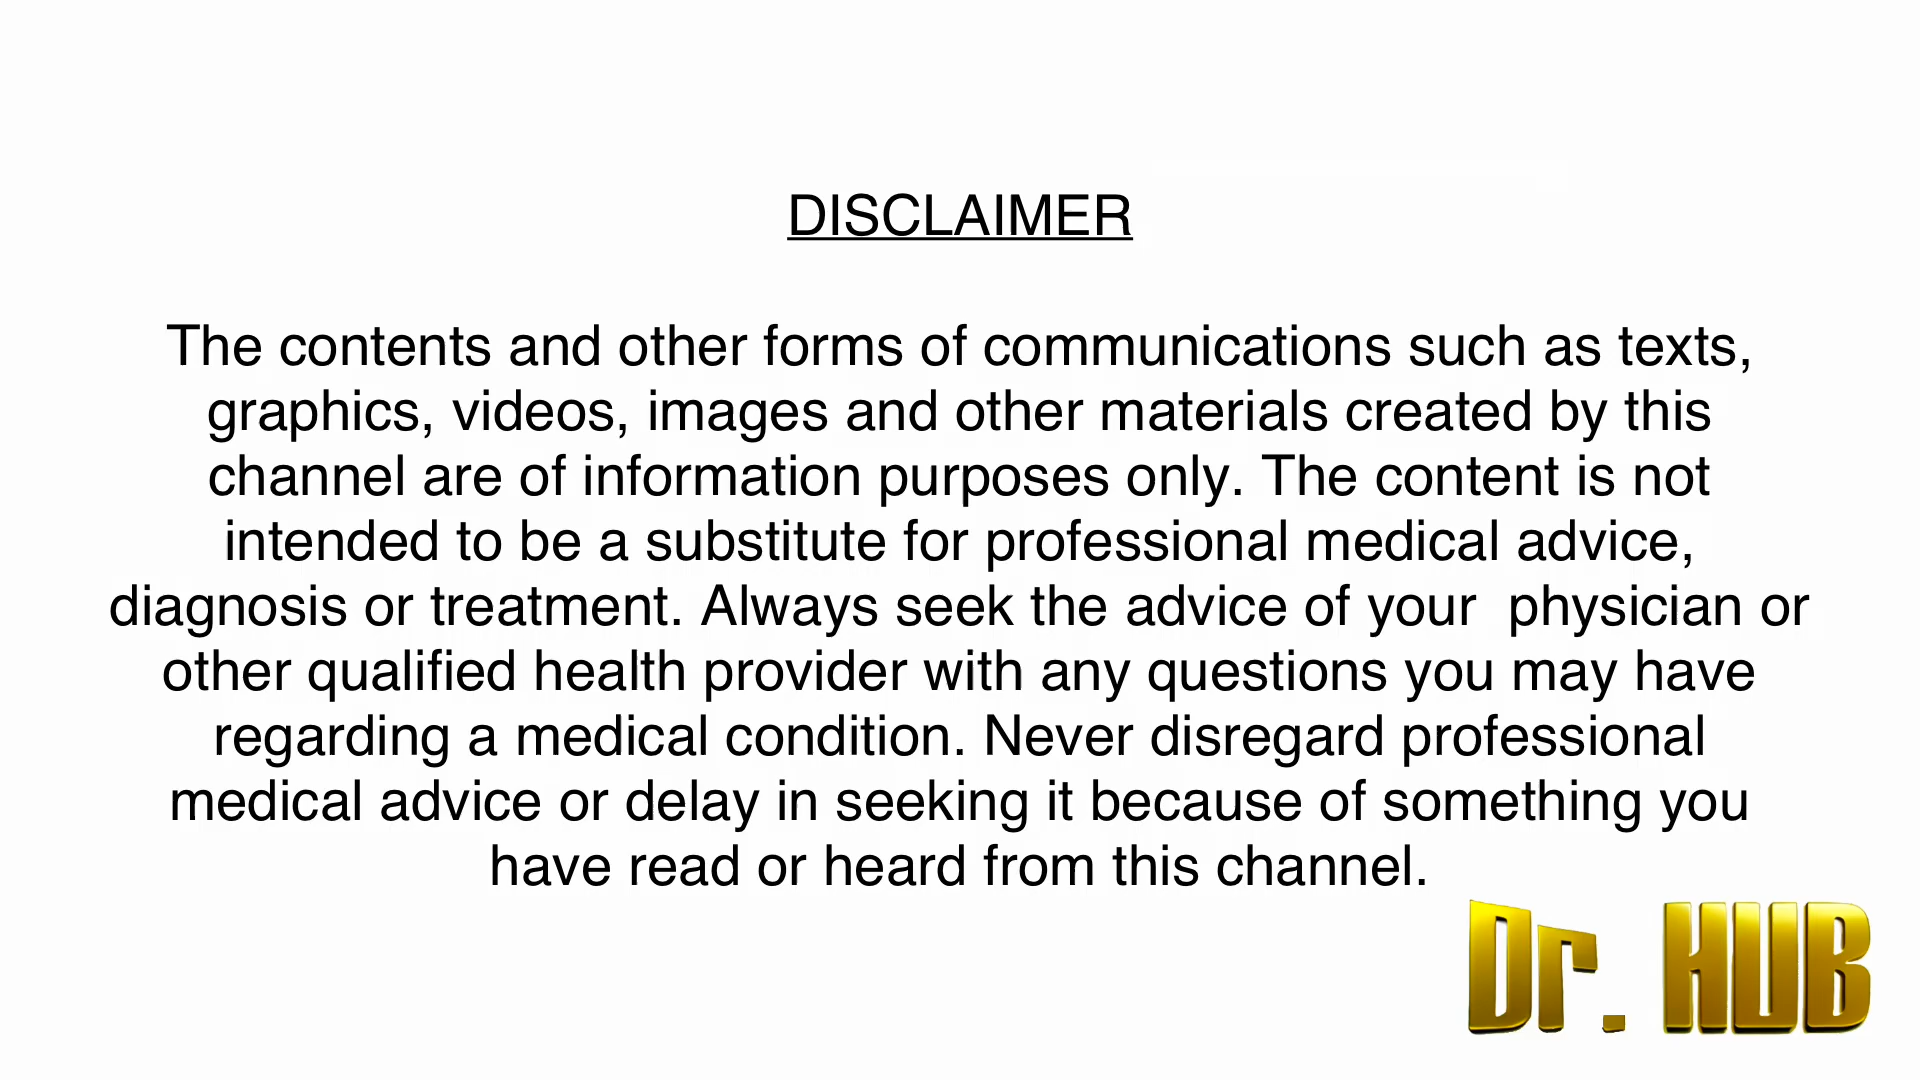 DISCLAIMER
The contents and other forms of communications such as texts,
graphics, videos, images and other materials created by this
channel are of information purposes only. The content is not
intended to be a substitute for professional medical advice,
diagnosis or treatment. Always seek the advice of your  physician or
other qualified health provider with any questions you may have
regarding a medical condition. Never disregard professional
medical advice or delay in seeking it because of something you
have read or heard from this channel.
Dr. HUB